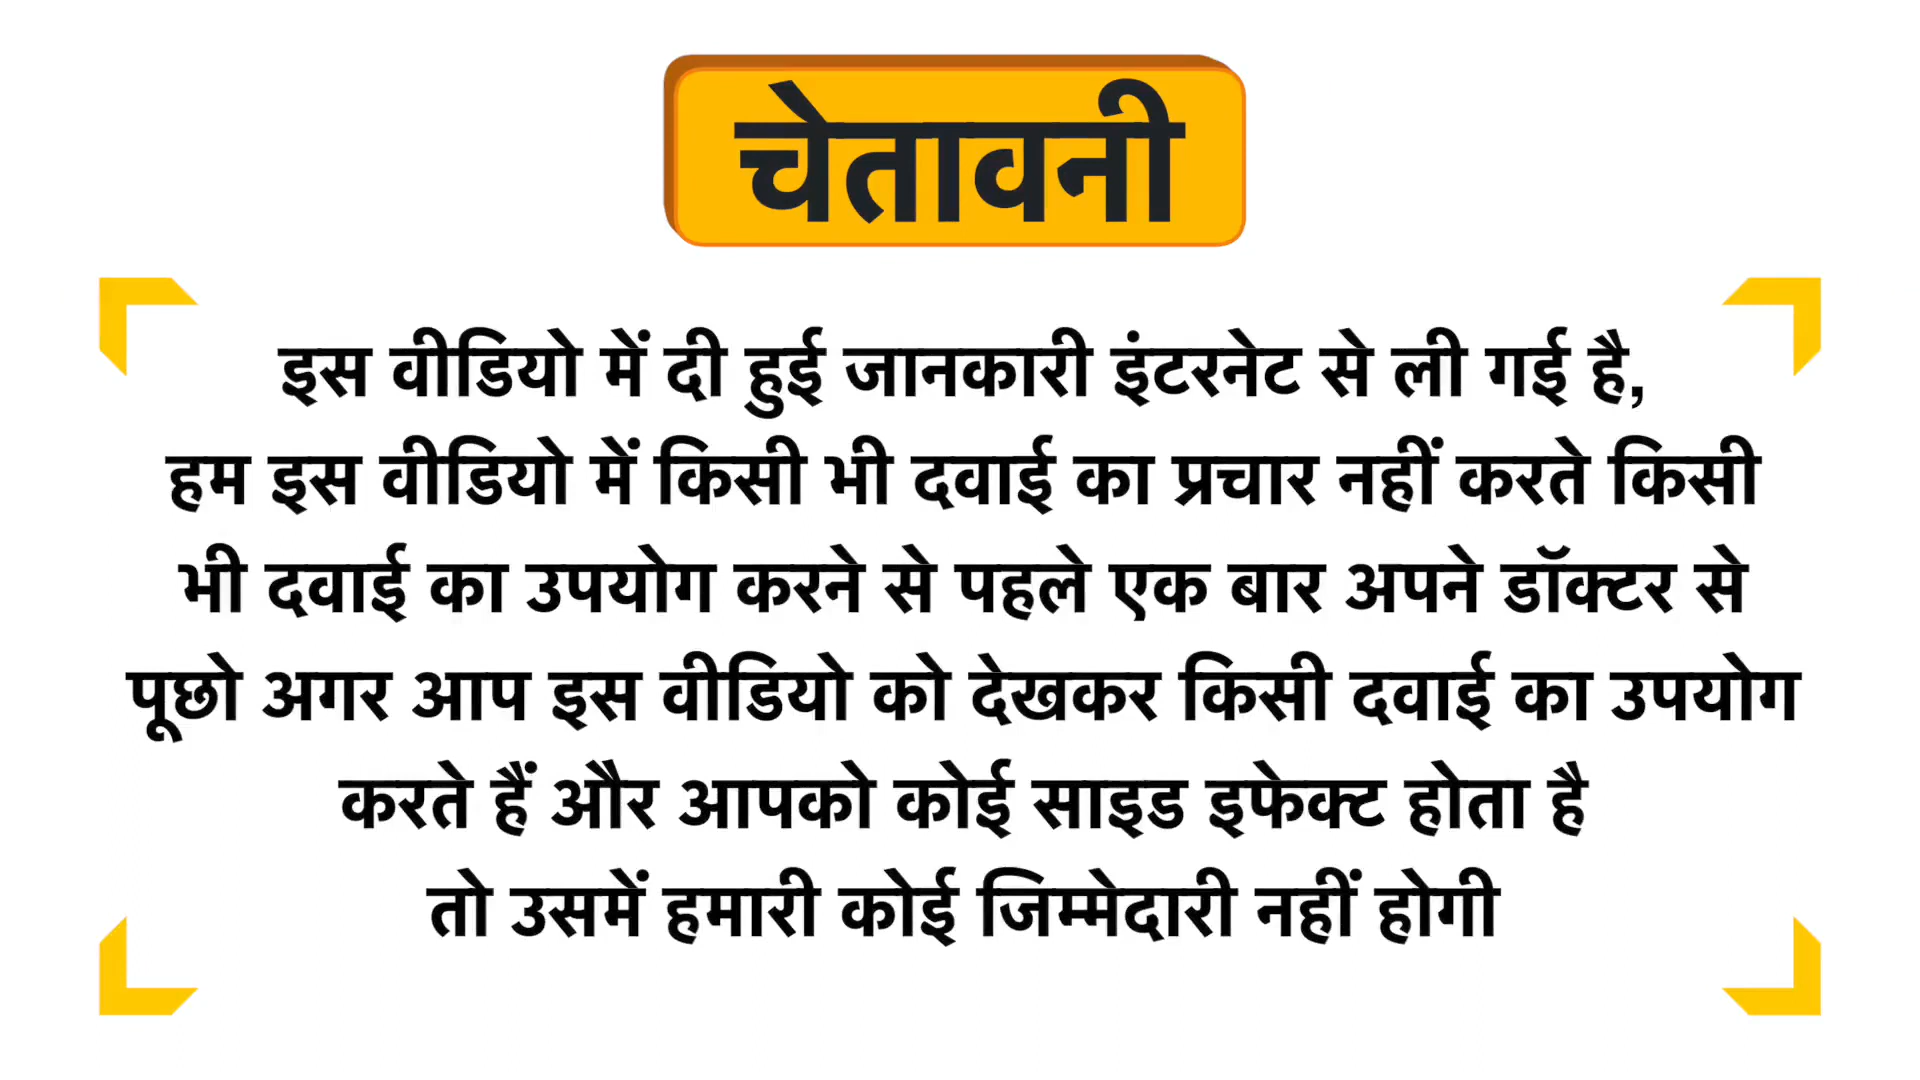 चेतावनी
इस वीडियो में दी हुई जानकारी इंटरनेट से ली गई है,
हम इस वीडियो में किसी भी दवाई का प्रचार नहीं करते किसी
भी दवाई का उपयोग करने से पहले एक बार अपने डॉक्टर से
पूछो अगर आप इस वीडियो को देखकर किसी दवाई का उपयोग
करते हैं और आपको कोई साइड इफेक्ट होता है
तो उसमें हमारी कोई जिम्मेदारी नहीं होगी